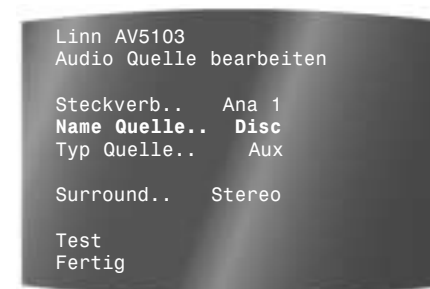 Linn AV5103
Audio Quelle bearbeiten
Steckverb.. Ana 1
Name Quelle.. Disc
Typ Quelle.. Aux
Surround.. Stereo
Test
Fertig